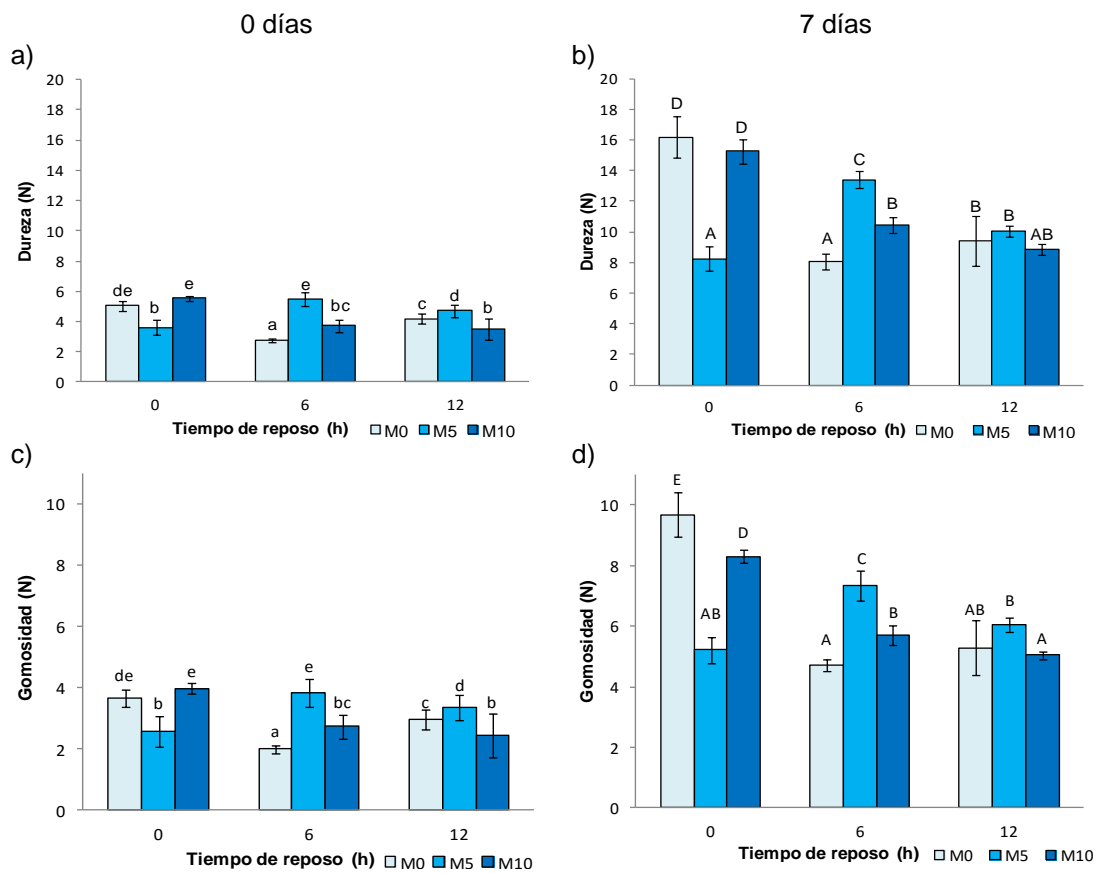 0 días
7 días
a)
20
18
16
14
12
10
8
6
4
2
0
Dureza (N)
de
b
e
a
e
bc
c
d
b
0
6
12
Tiempo de reposo (h)
M0 M5 M10
b)
20
18
16
14
12
10
8
6
4
2
0
Dureza (N)
D
A
D
A
C
B
B
B
AB
0
6
12
Tiempo de reposo (h)
M0 M5 M10
c)
10
8
6
4
2
0
Gomosidad (N)
de
b
e
a
e
bc
c
d
b
0
6
12
Tiempo de reposo (h)
M0 M5 M10
d)
10
8
6
4
2
0
Gomosidad (N)
E
AB
D
A
C
B
AB
B
A
0
6
12
Tiempo de reposo (h)
M0 M5 M10